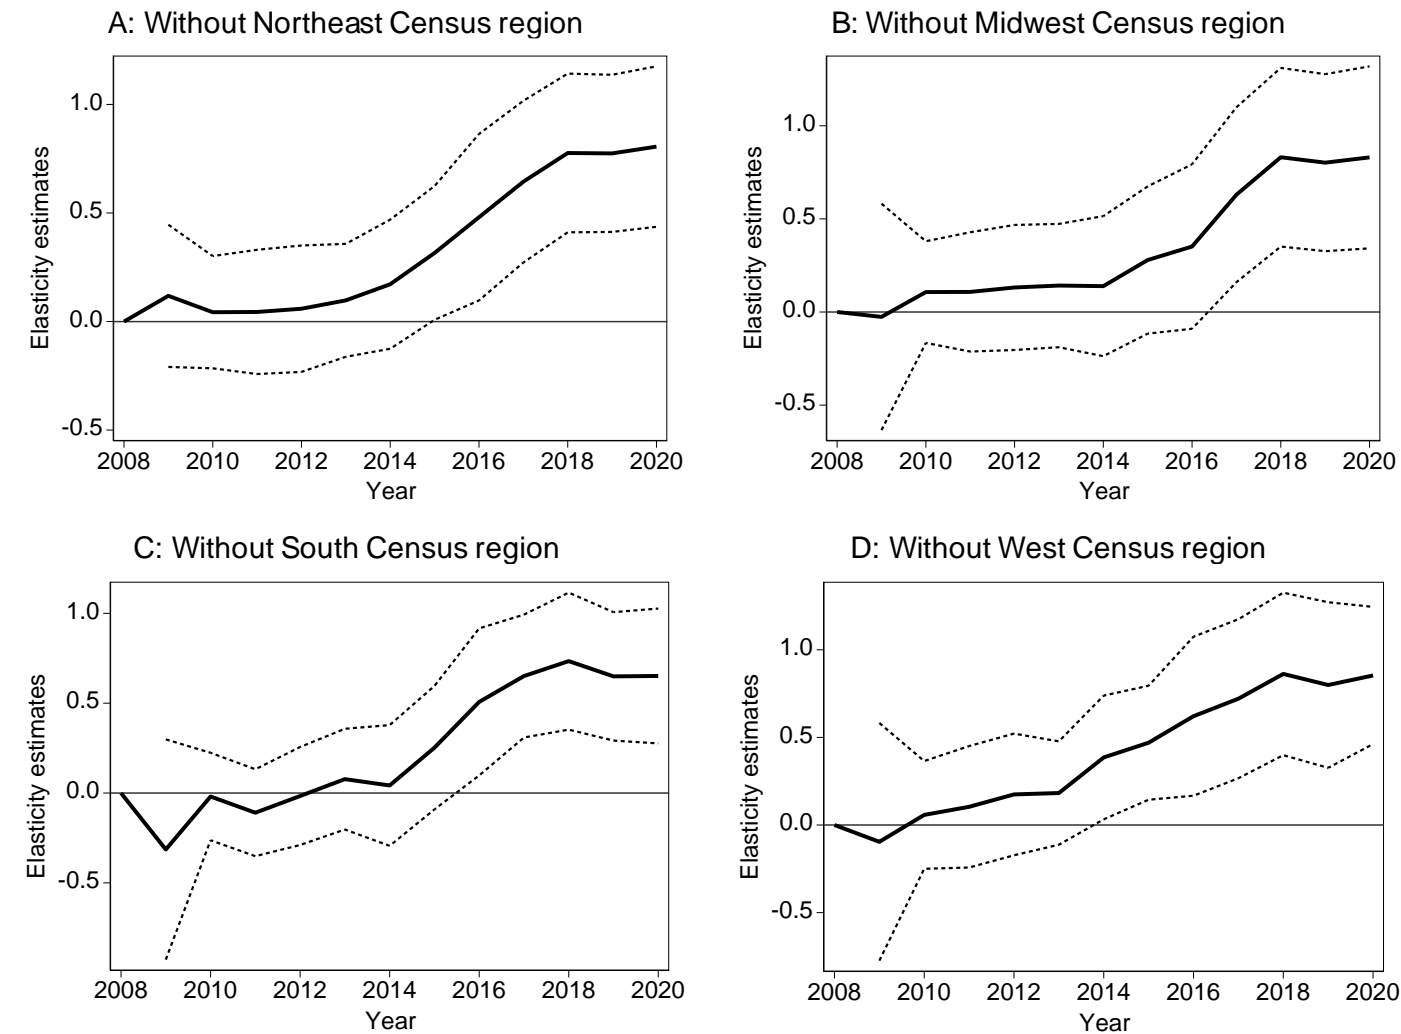 A: Without Northeast Census region
Elasticity estimates
1.0
0.5
0.0
-0.5
2008 2010 2012 2014 2016 2018 2020
Year
B: Without Midwest Census region
Elasticity estimates
1.0
0.5
0.0
-0.5
2008 2010 2012 2014 2016 2018 2020
Year
C: Without South Census region
Elasticity estimates
1.0
0.5
0.0
-0.5
2008 2010 2012 2014 2016 2018 2020
Year
D: Without West Census region
Elasticity estimates
1.0
0.5
0.0
-0.5
2008 2010 2012 2014 2016 2018 2020
Year